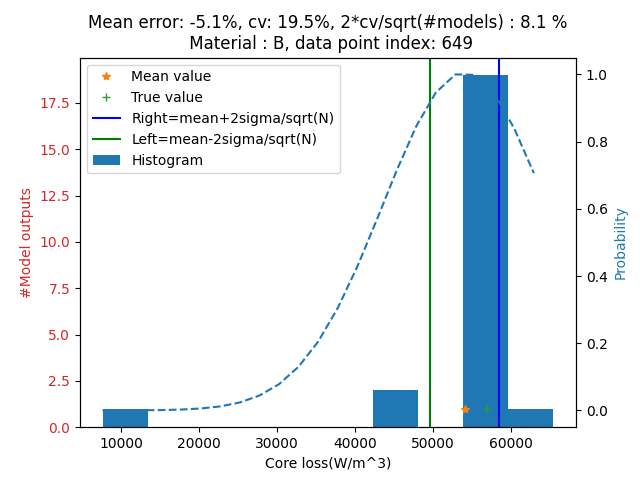 Mean error: -5.1%, cv: 19.5%, 2*cv/sqrt(#models) : 8.1 %
Material : B, data point index: 649
Mean value
True value
Right=mean+2sigma/sqrt(N)
Left=mean-2sigma/sqrt(N)
Histogram
#Model outputs
17.5
15.0
12.5
10.0
7.5
5.0
2.5
0.0
1.0
0.8
0.6
0.4
0.2
0.0
Probability
10000 20000 30000 40000 50000 60000
Core loss(W/m^3)